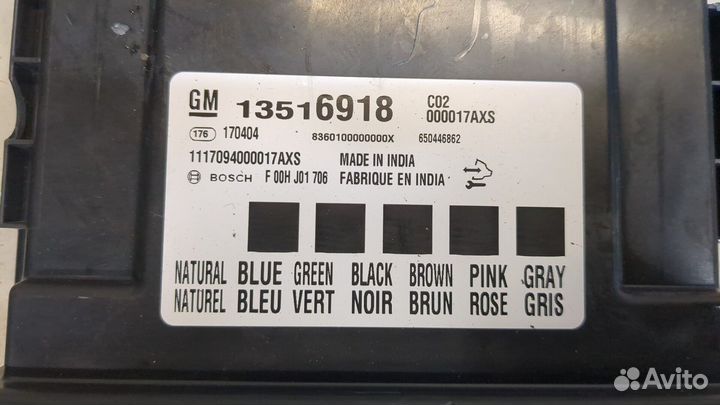 GM 13516918 C02
000017AXS
176 170404 8360100000000X 650446862
1117094000017AXS MADE IN INDIA
BOSCH F 00H J01 706 FABRIQUE EN INDIA
NATURAL BLUE GREEN BLACK BROWN PINK GRAY
NATUREL BLEU VERT NOIR BRUN ROSE GRIS
Avito